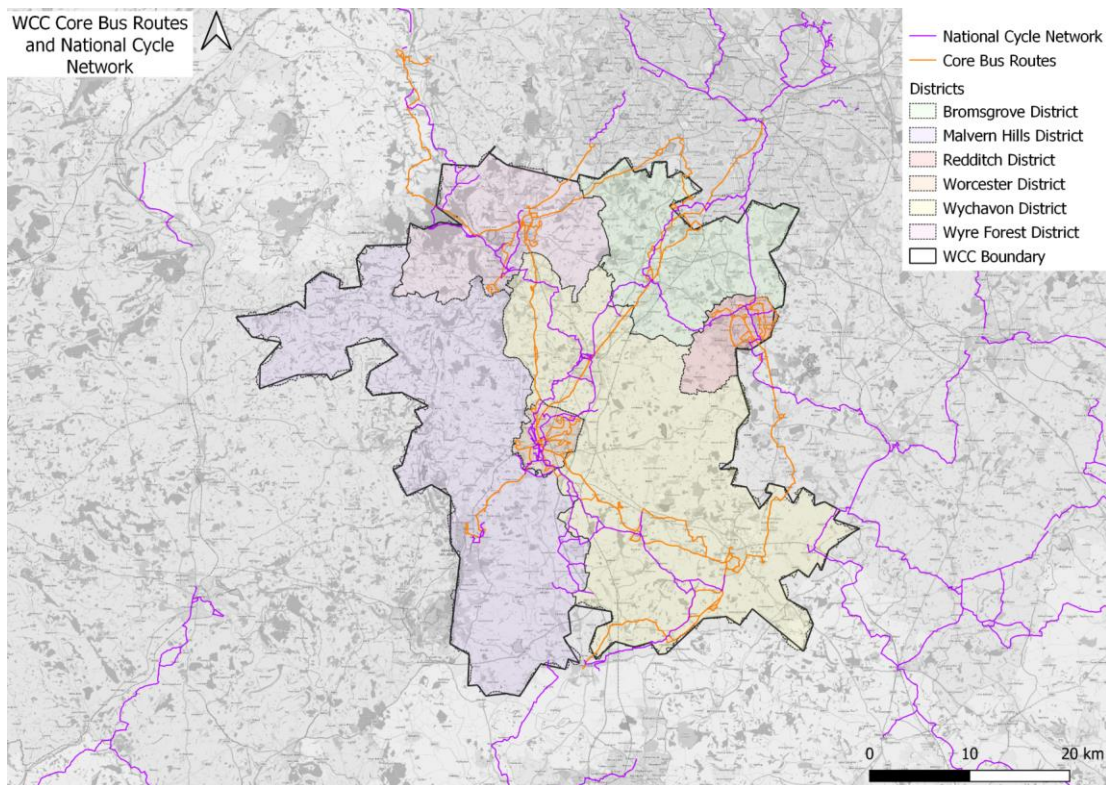 WCC Core Bus Routes
and National Cycle
Network
National Cycle Network
Core Bus Routes
Districts
Bromsgrove District
Malvern Hills District
Redditch District
Worcester District
Wychavon District
Wyre Forest District
WCC Boundary
0 10 20 km